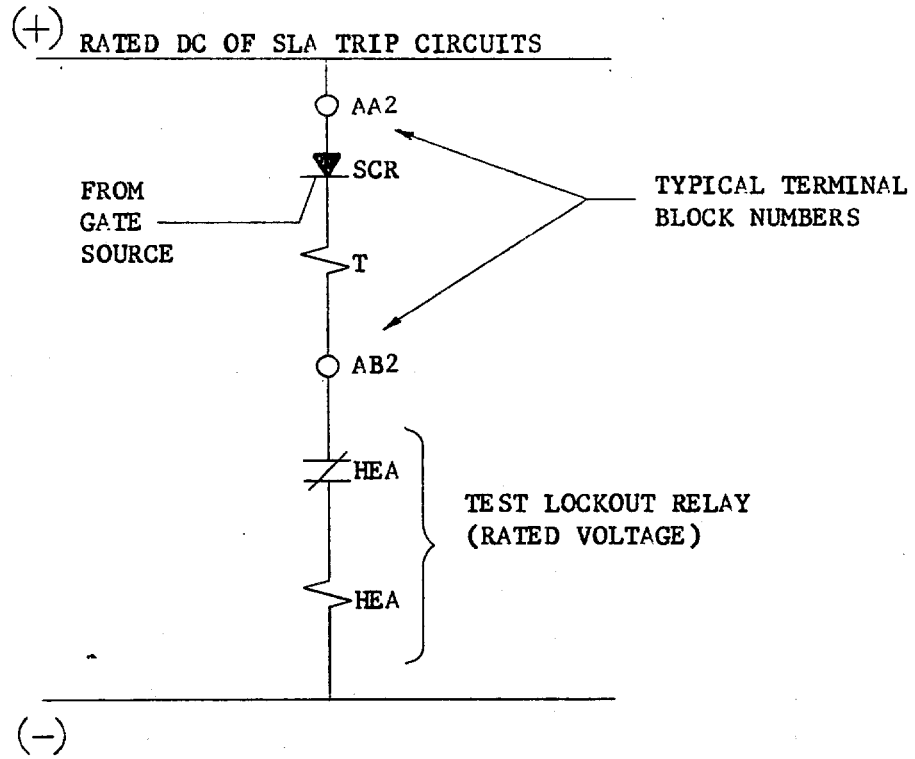 (+) RATED DC OF SLA TRIP CIRCUITS
AA2
SCR
FROM
GATE
SOURCE
TYPICAL TERMINAL
BLOCK NUMBERS
T
AB2
HEA
TEST LOCKOUT RELAY
(RATED VOLTAGE)
HEA
(-)